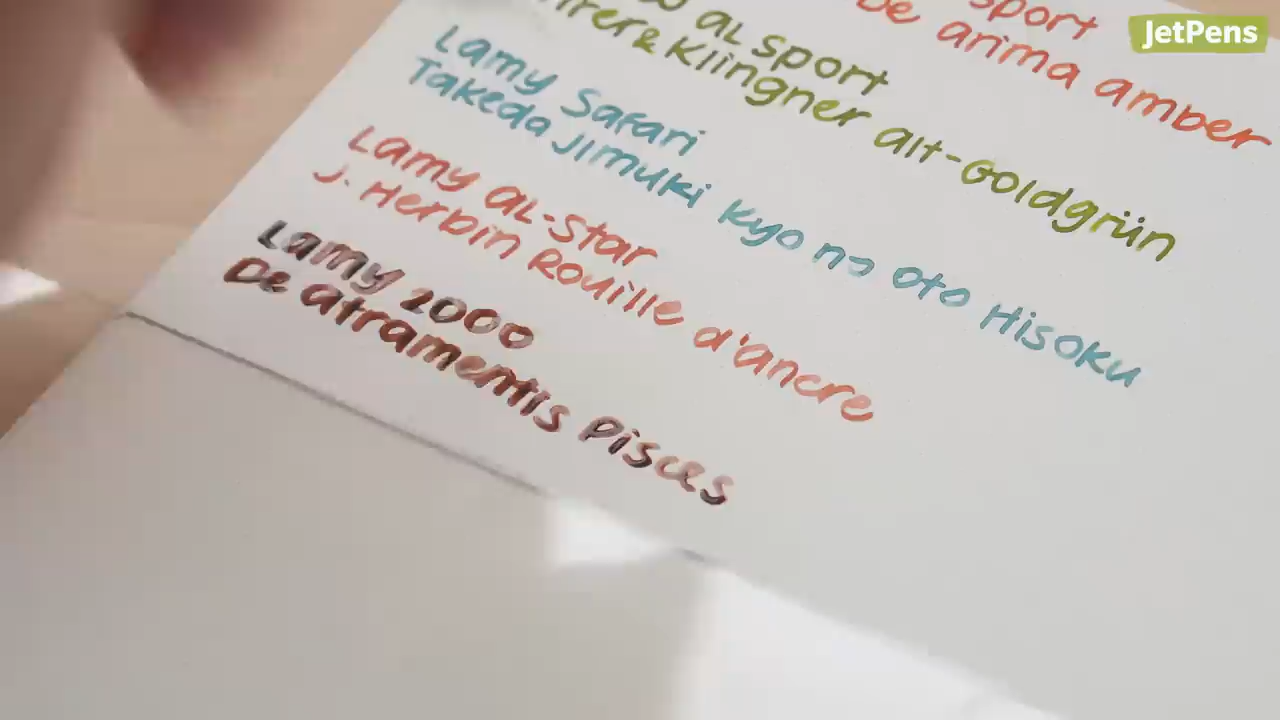 JetPens
Sport
arima amber
AL Sport
& Klingner alt-Goldgrün
Lamy Safari
Takeda Jimuki Kyo no oto Hisoku
Lamy AL-Star
J. Herbin Rouille d'ancre
Lamy 2000
De atramentis Pisces